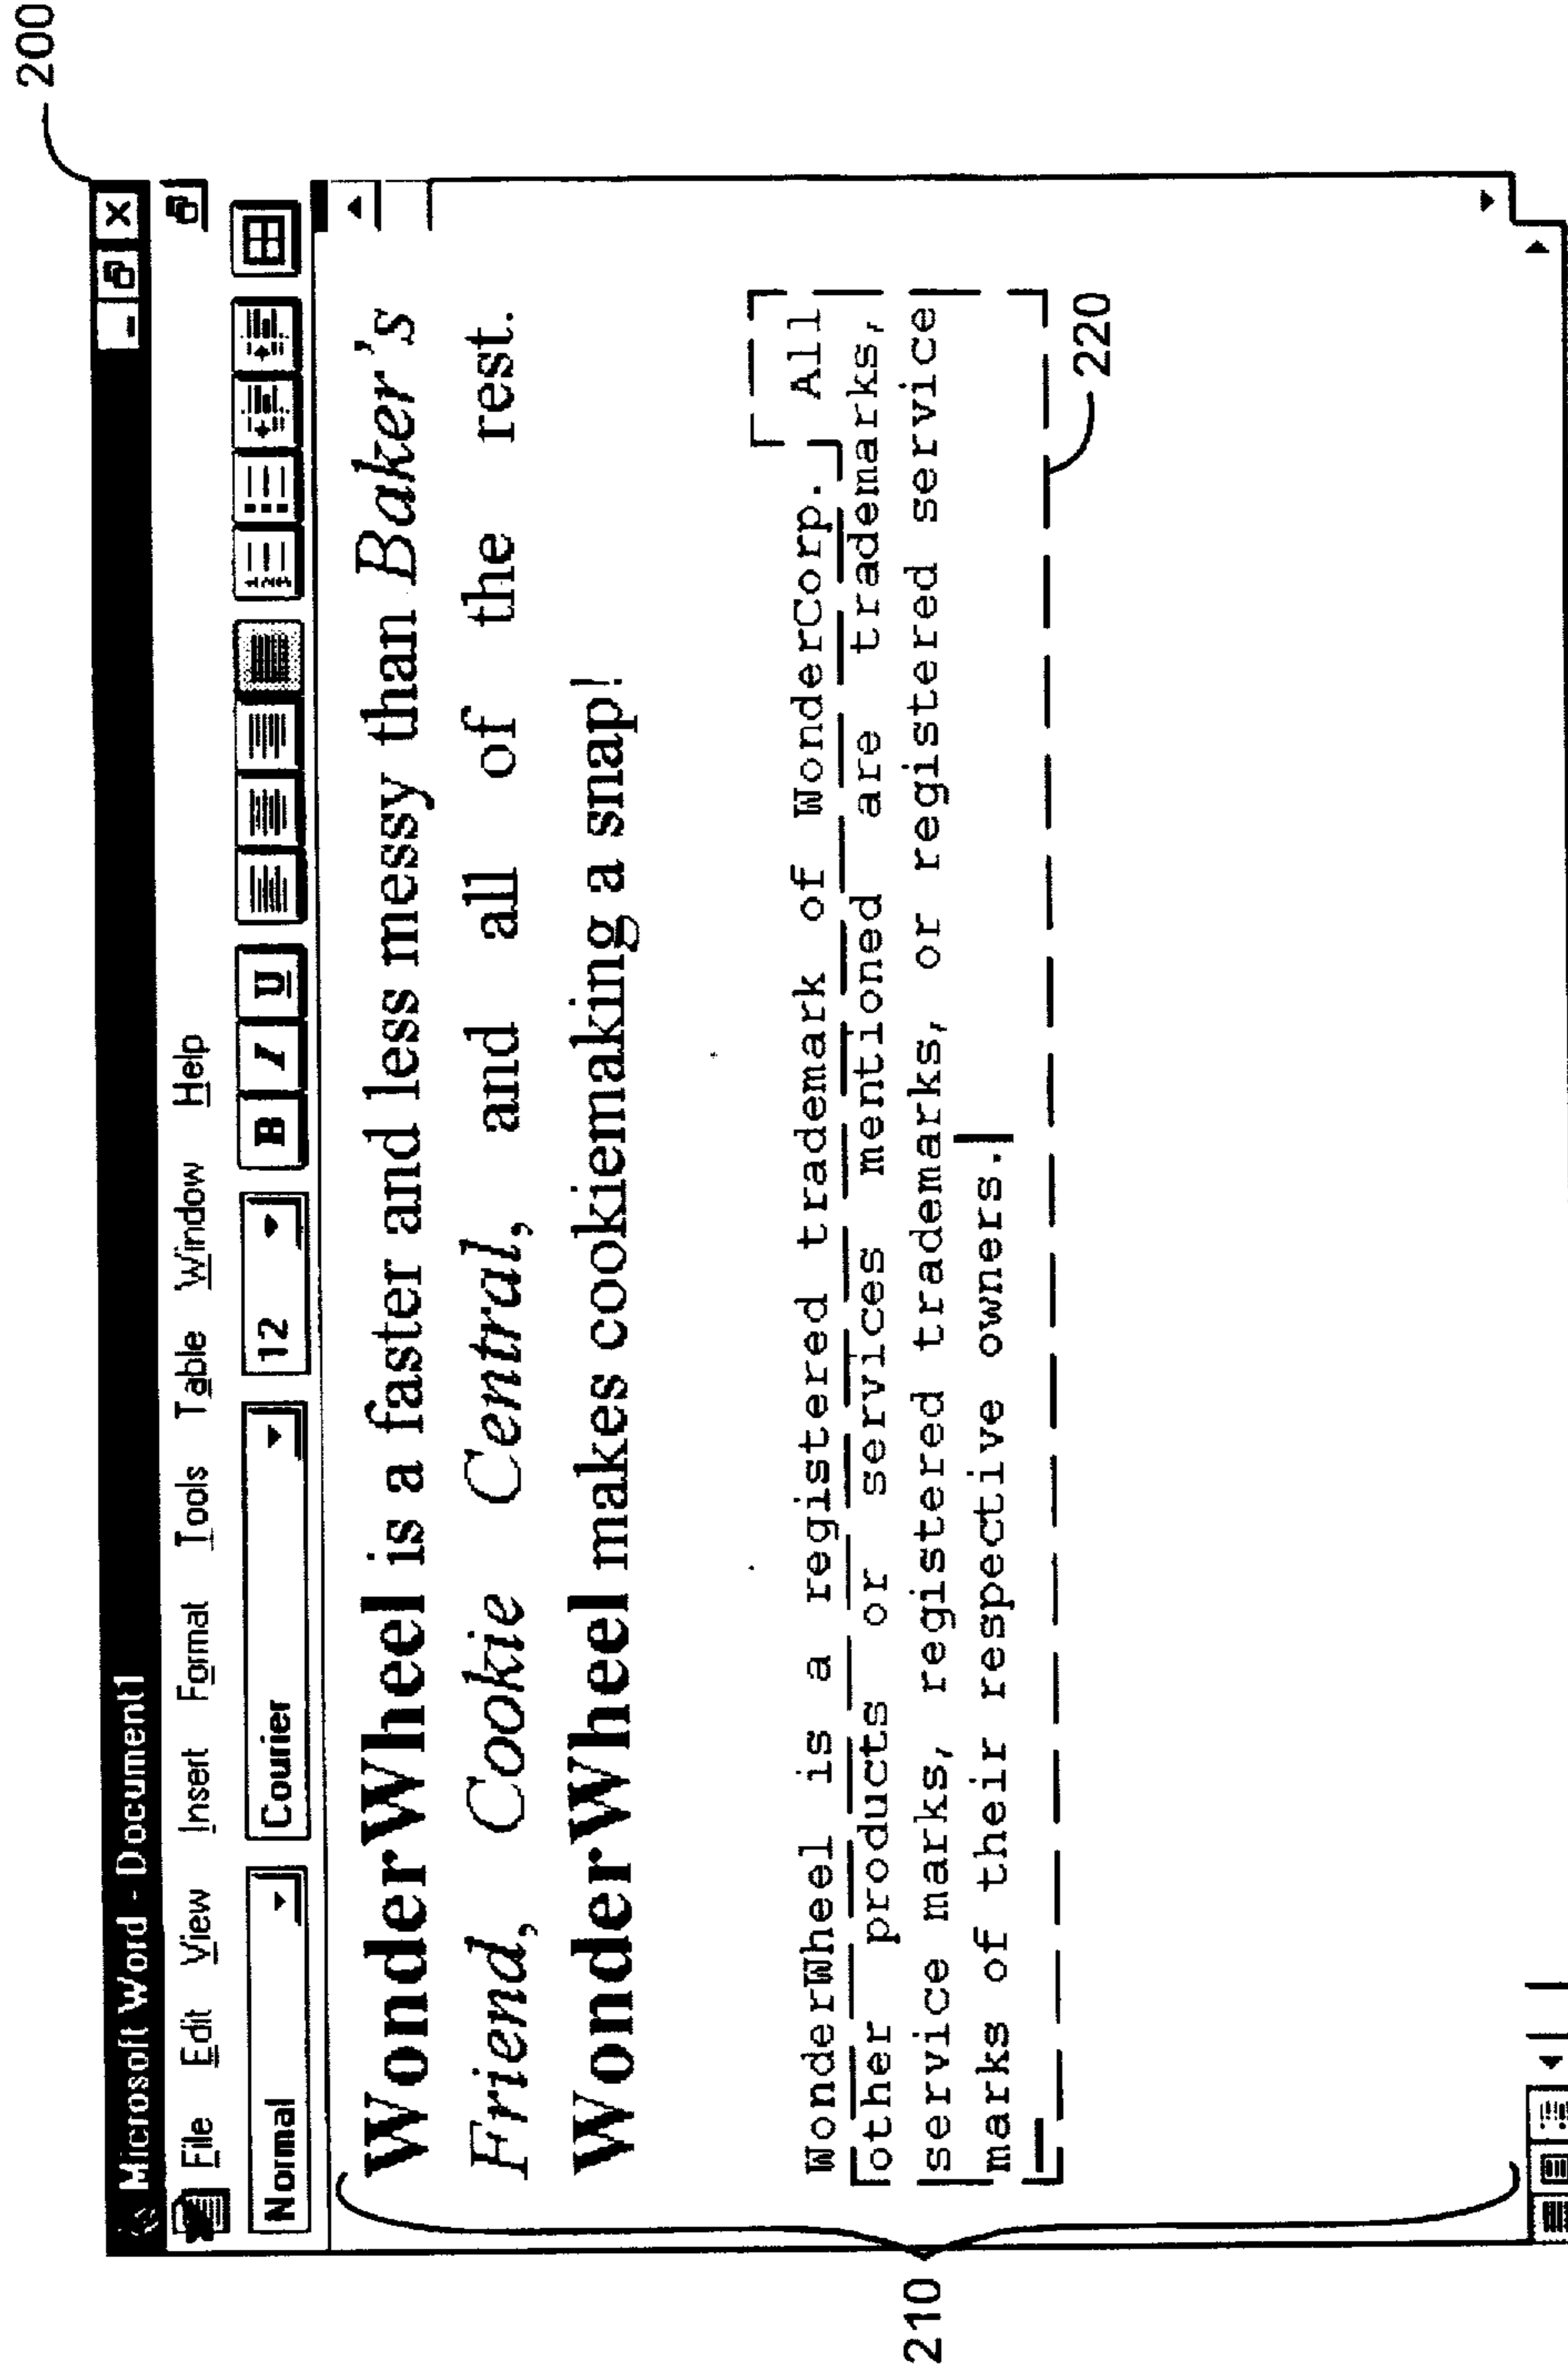 200
Microsoft Word - Document1
File Edit View Insert Format Tools Table Window Help
Normal Courier 12 B I U
WonderWheel is a faster and less messy than Baker's
Friend, Cookie Central, and all of the rest.
WonderWheel makes cookiemaking a snap!
WonderWheel is a registered trademark of WonderCorp. All
other products or services mentioned are trademarks,
service marks, registered trademarks, or registered service
marks of their respective owners.
210
220